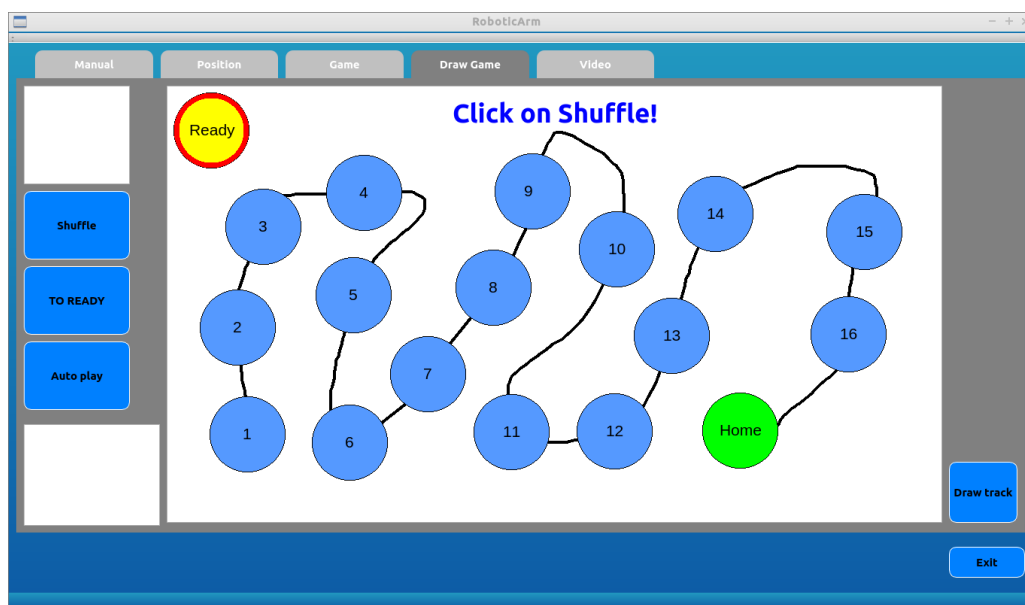 RoboticArm
Manual Position Game Draw Game Video
Ready
Click on Shuffle!
Shuffle
TO READY
Auto play
1
2
3
4
5
6
7
8
9
10
11
12
13
14
15
16
Home
Draw track
Exit